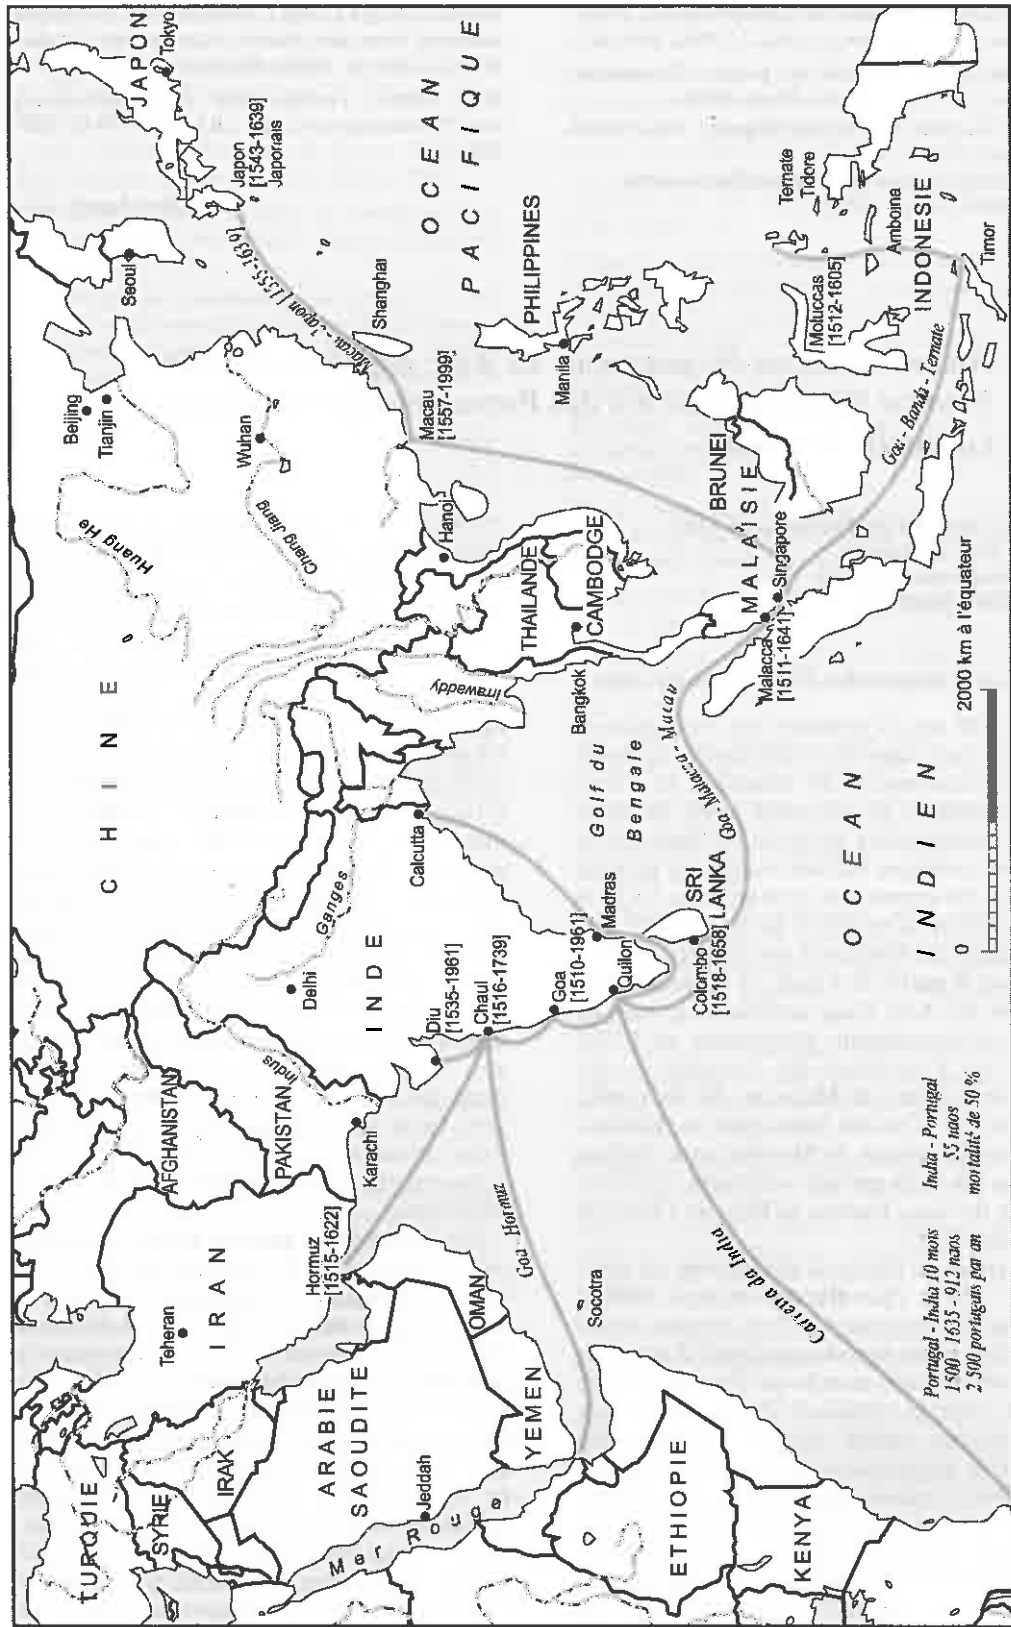 TURQUIE
SYRIE
IRAK
Teheran
I R A N
ARABIE
SAOUDITE
Jeddah
Mer Rouge
YEMEN
OMAN
Hormuz
[1515-1622]
AFGHANISTAN
PAKISTAN
Karachi
Indus
ETHIOPIE
KENYA
Socotra
Goa Hormuz
Carreira da India
Portugal - India 10 mois
1500 - 1635 - 912 naos
2 500 portugais par an
India - Portugal
55 naos
mortalité de 50 %
C H I N E
I N D E
Delhi
Ganges
Diu
[1535-1961]
Chaul
[1516-1739]
Goa
[1510-1961]
Quilon
Madras
Calcutta
Colombo
[1518-1658]
SRI
LANKA
Golf du
Bengale
Goa - Malacca - Macau
O C E A N
I N D I E N
0
2000 km à l'équateur
Irrawaddy
Bangkok
THAILANDE
CAMBODGE
Hanoi
Huang He
Chang Jiang
Wuhan
Beijing
Tianjin
Seoul
JAPON
Tokyo
Japon
[1543-1639]
Japonais
Macau - Japon [1555-1639]
Shanghai
Macau
[1557-1999]
O C E A N
P A C I F I Q U E
PHILIPPINES
Manila
BRUNEI
MALAISIE
Singapore
Malacca
[1511-1641]
Goa - Banda - Ternate
Moluccas
[1512-1605]
Ternate
Tidore
Amboina
INDONESIE
Timor